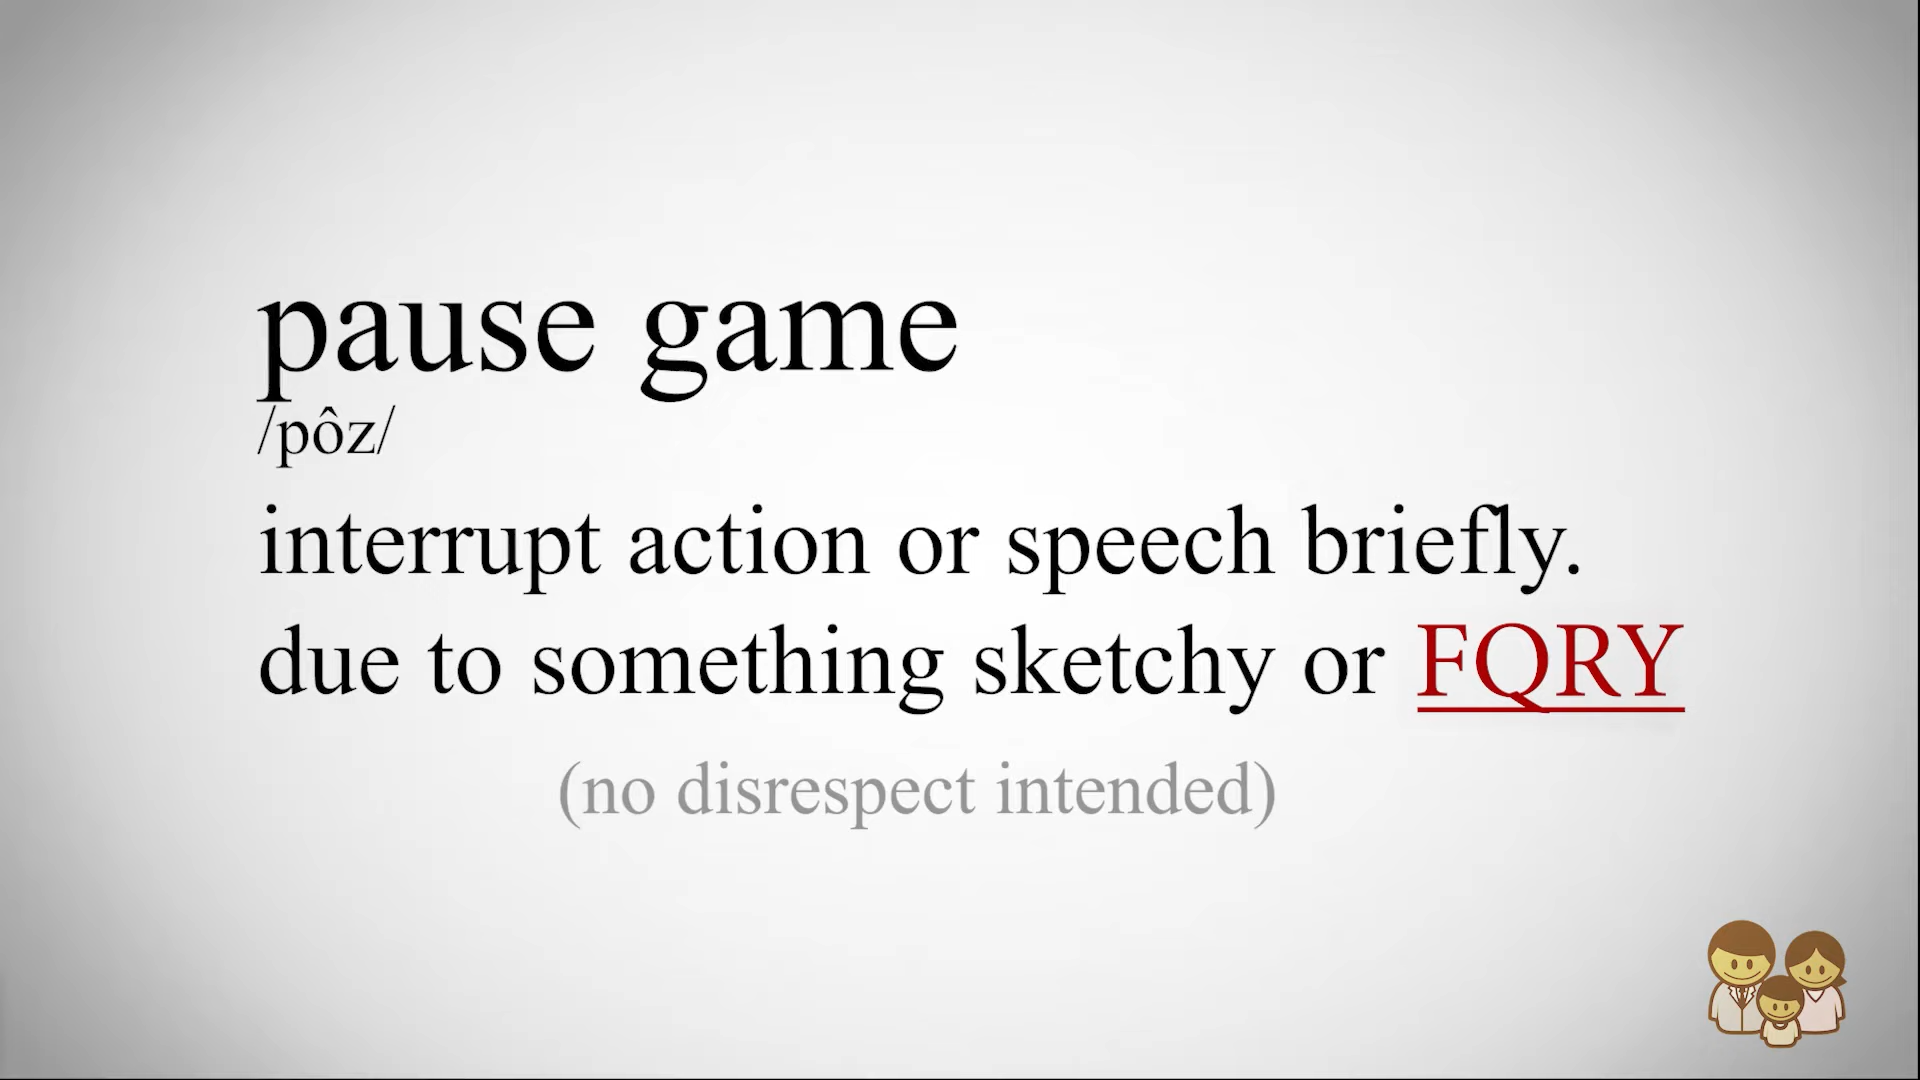 pause game
/pôz/
interrupt action or speech briefly.
due to something sketchy or FQRY
(no disrespect intended)